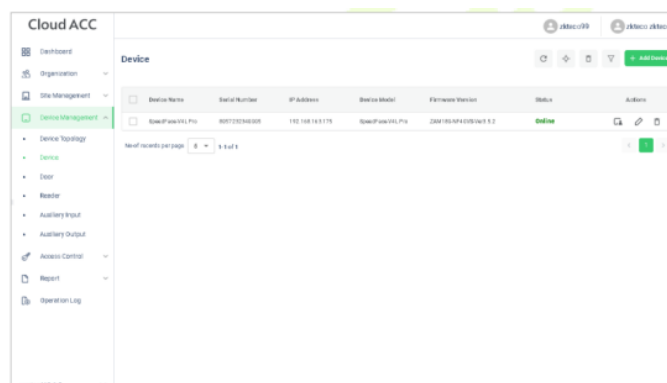 Cloud ACC
zkteco99
zkteco zkteco
Dashboard
Organization
Site Management
Device Management
Device Topology
Device
Door
Reader
Auxiliary Input
Auxiliary Output
Access Control
Report
Operation Log
Device
+ Add Device
Device Name Serial Number IP Address Device Model Firmware Version Status Actions
SpeedFace-V4L Pro 192.168.163.175 SpeedFace-V4L Pro Online
No of records per page 6 1-1 of 1
1